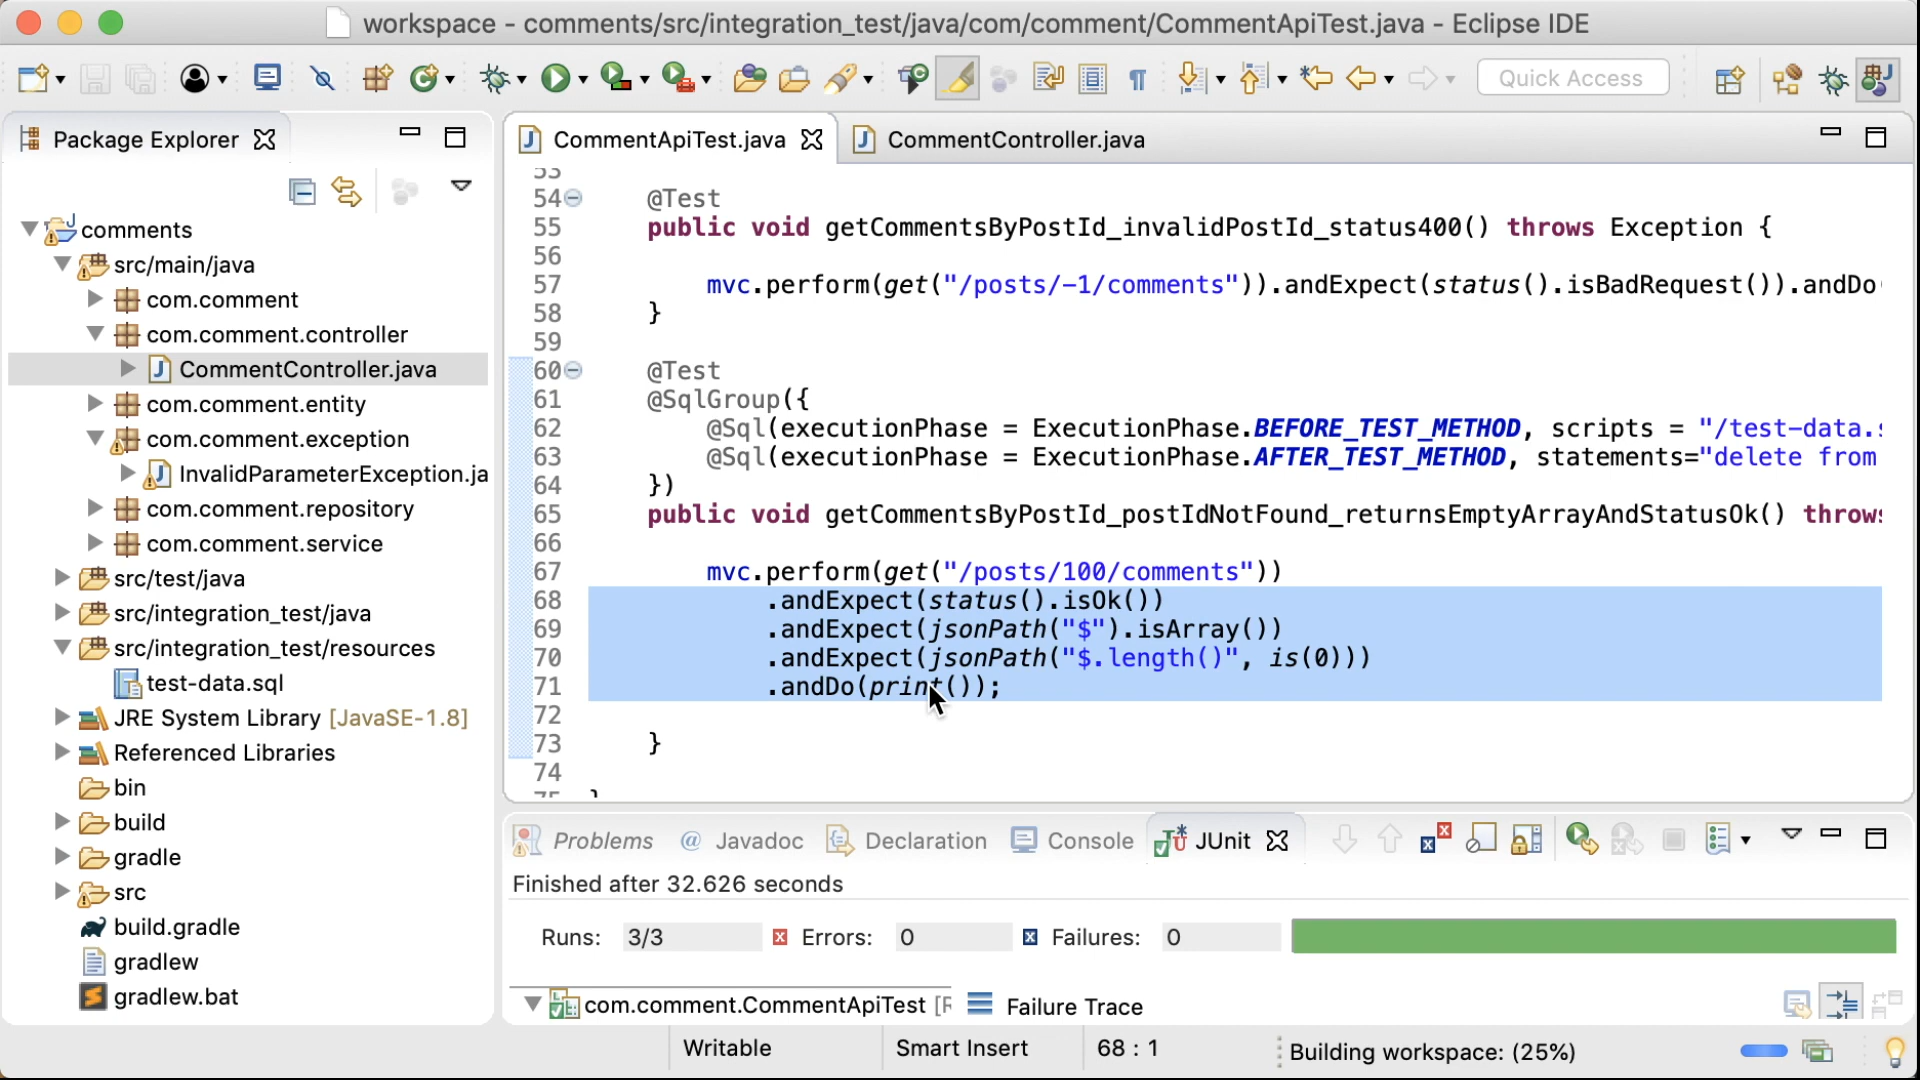 workspace - comments/src/integration_test/java/com/comment/CommentApiTest.java - Eclipse IDE
Quick Access
Package Explorer
CommentApiTest.java
CommentController.java
comments
src/main/java
com.comment
com.comment.controller
CommentController.java
com.comment.entity
com.comment.exception
InvalidParameterException.ja
com.comment.repository
com.comment.service
src/test/java
src/integration_test/java
src/integration_test/resources
test-data.sql
JRE System Library [JavaSE-1.8]
Referenced Libraries
bin
build
gradle
src
build.gradle
gradlew
gradlew.bat
53
54 @Test
55 public void getCommentsByPostId_invalidPostId_status400() throws Exception {
56
57 mvc.perform(get("/posts/-1/comments")).andExpect(status().isBadRequest()).andDo(
58 }
59
60 @Test
61 @SqlGroup({
62 @Sql(executionPhase = ExecutionPhase.BEFORE_TEST_METHOD, scripts = "/test-data.s
63 @Sql(executionPhase = ExecutionPhase.AFTER_TEST_METHOD, statements="delete from
64 })
65 public void getCommentsByPostId_postIdNotFound_returnsEmptyArrayAndStatusOk() throws
66
67 mvc.perform(get("/posts/100/comments"))
68 .andExpect(status().isOk())
69 .andExpect(jsonPath("$").isArray())
70 .andExpect(jsonPath("$.length()", is(0)))
71 .andDo(print());
72
73 }
74
75 }
Problems
@ Javadoc
Declaration
Console
JUnit
Finished after 32.626 seconds
Runs: 3/3
Errors: 0
Failures: 0
com.comment.CommentApiTest [R
Failure Trace
Writable
Smart Insert
68 : 1
Building workspace: (25%)